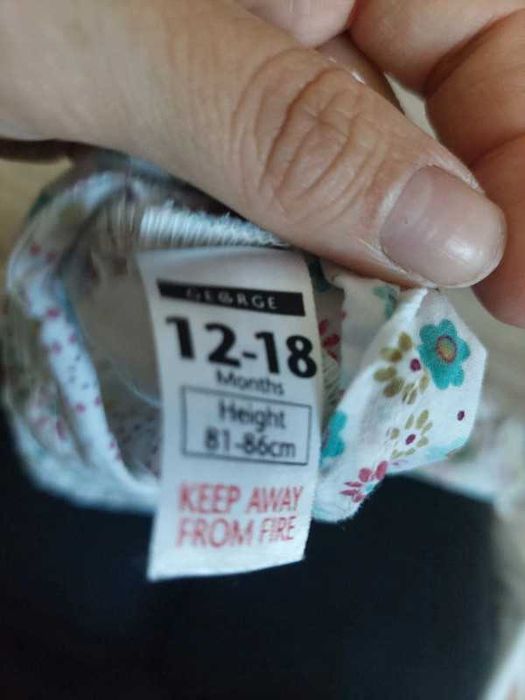 GEORGE
12-18
Months
Height
81-86cm
KEEP AWAY
FROM FIRE